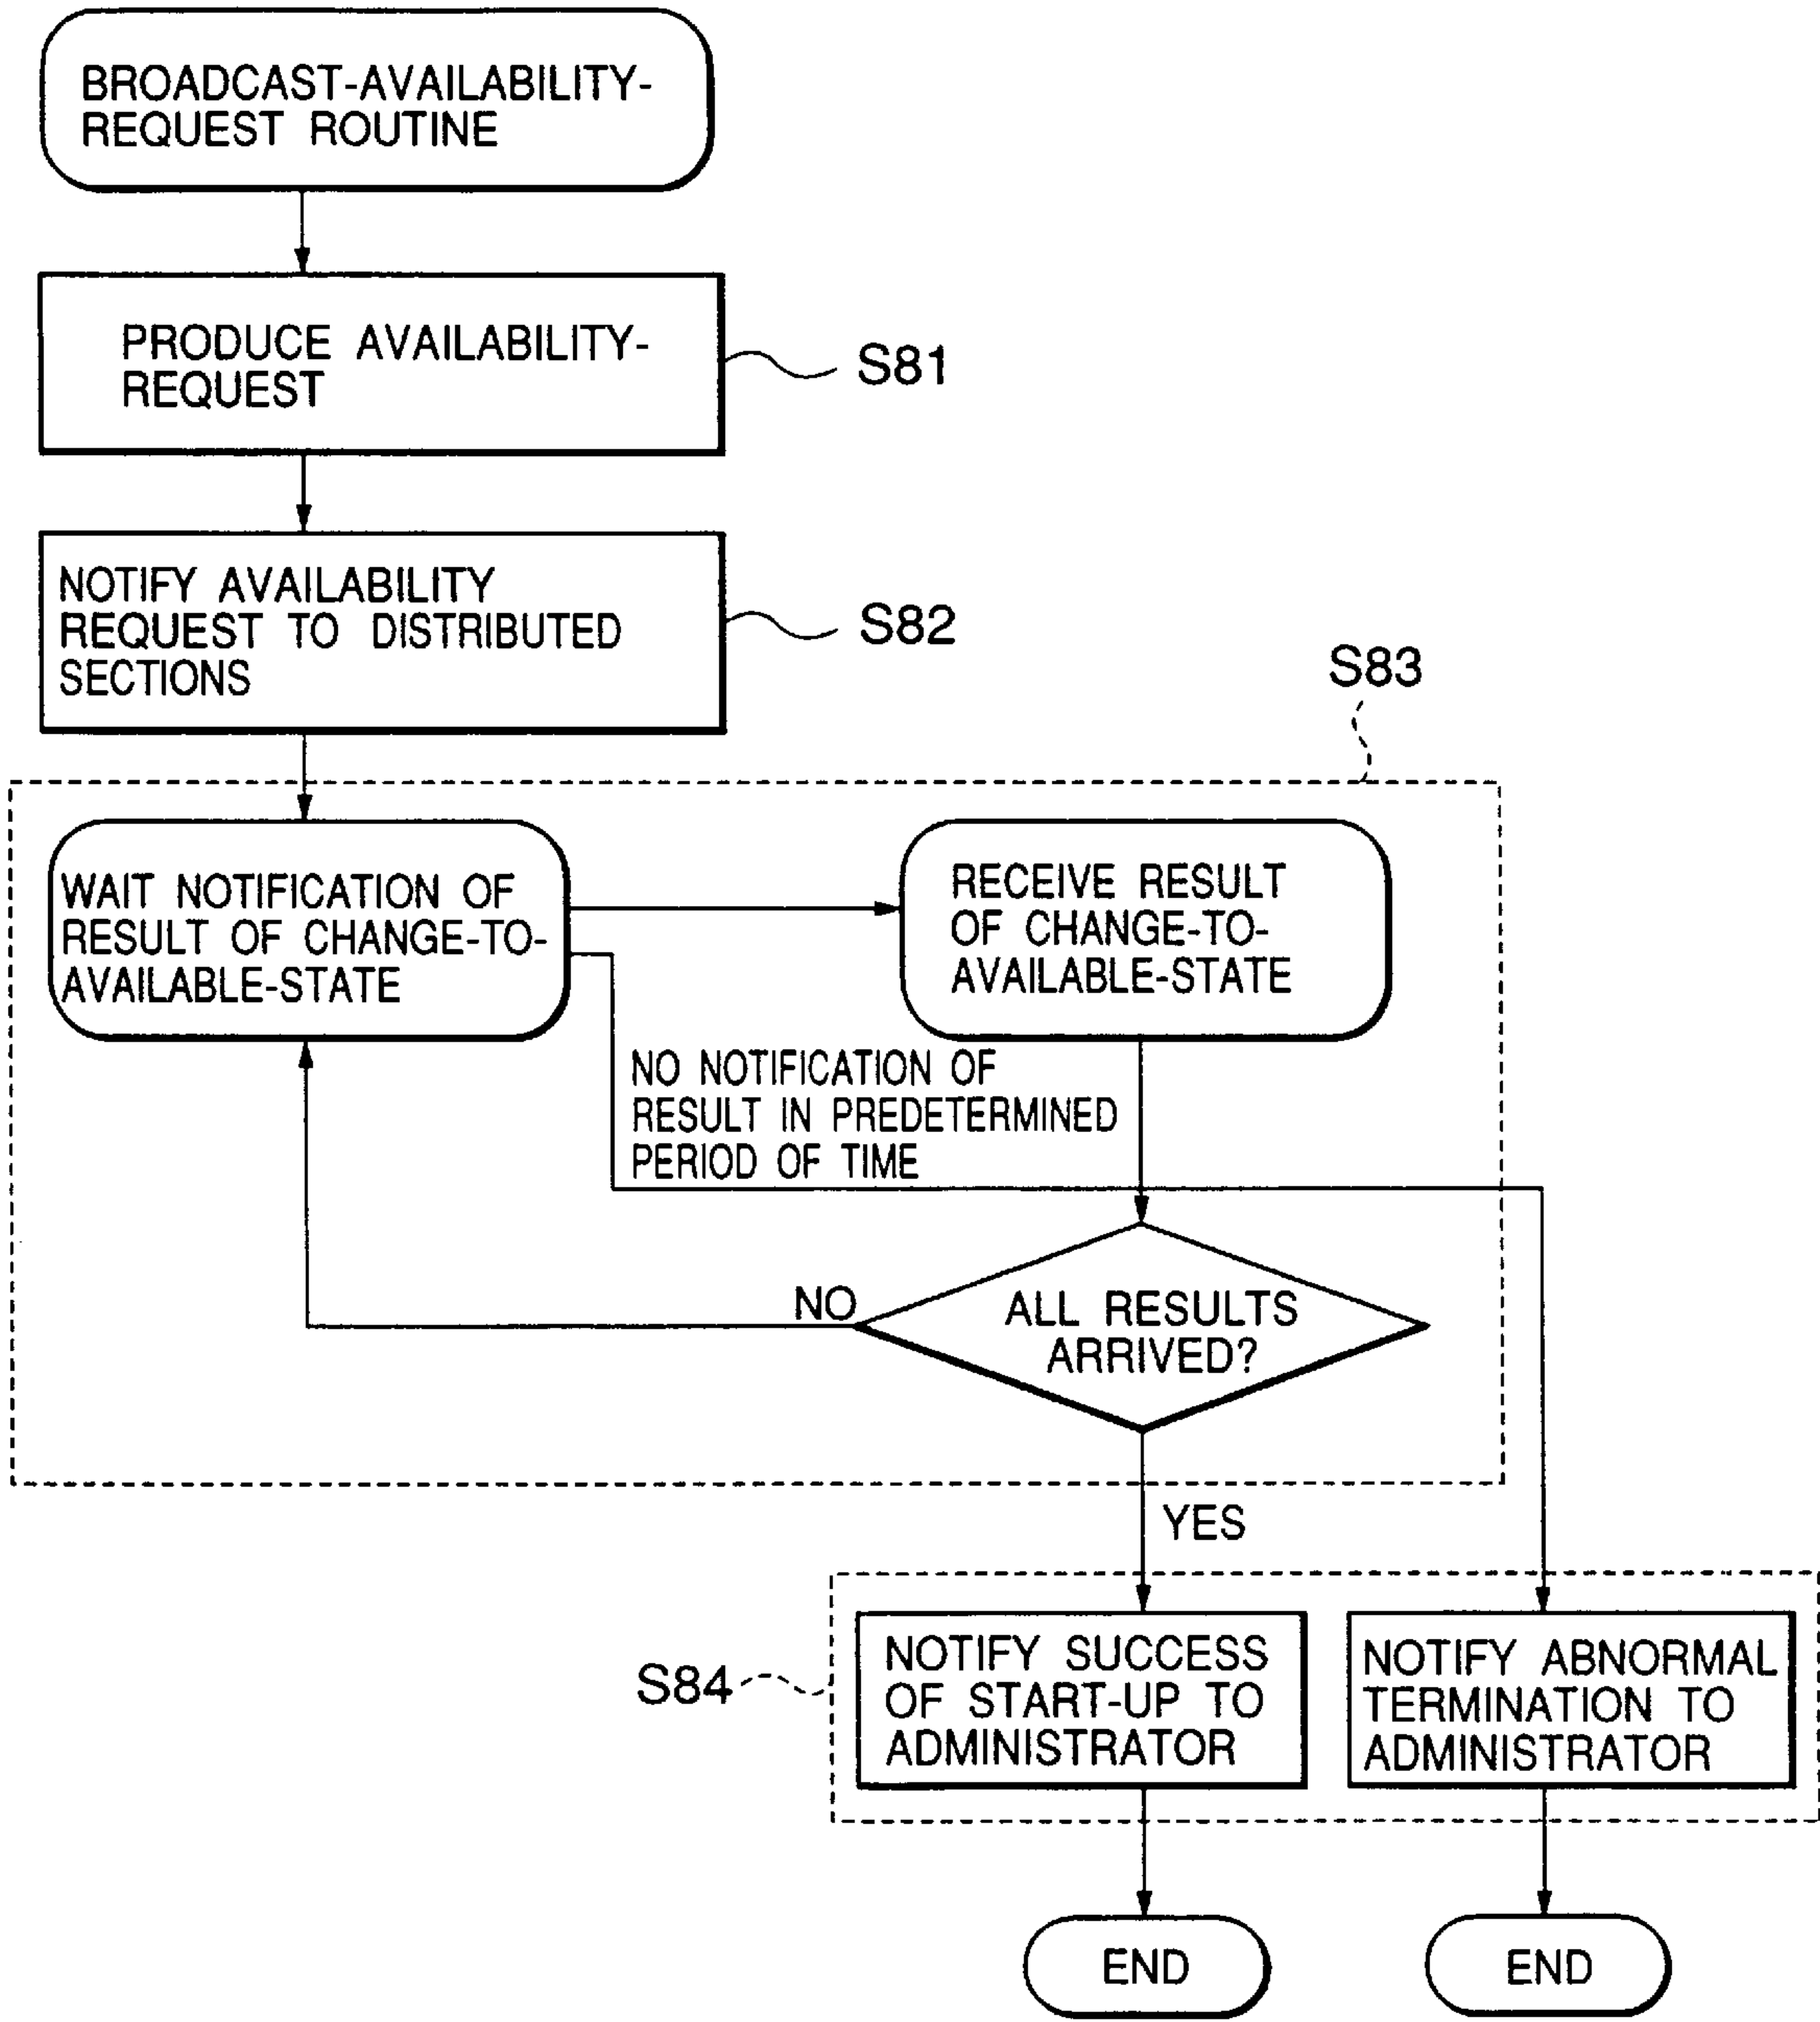 BROADCAST-AVAILABILITY-
REQUEST ROUTINE
PRODUCE AVAILABILITY-
REQUEST
S81
NOTIFY AVAILABILITY
REQUEST TO DISTRIBUTED
SECTIONS
S82
S83
WAIT NOTIFICATION OF
RESULT OF CHANGE-TO-
AVAILABLE-STATE
RECEIVE RESULT
OF CHANGE-TO-
AVAILABLE-STATE
NO NOTIFICATION OF
RESULT IN PREDETERMINED
PERIOD OF TIME
NO
ALL RESULTS
ARRIVED?
YES
S84
NOTIFY SUCCESS
OF START-UP TO
ADMINISTRATOR
NOTIFY ABNORMAL
TERMINATION TO
ADMINISTRATOR
END
END